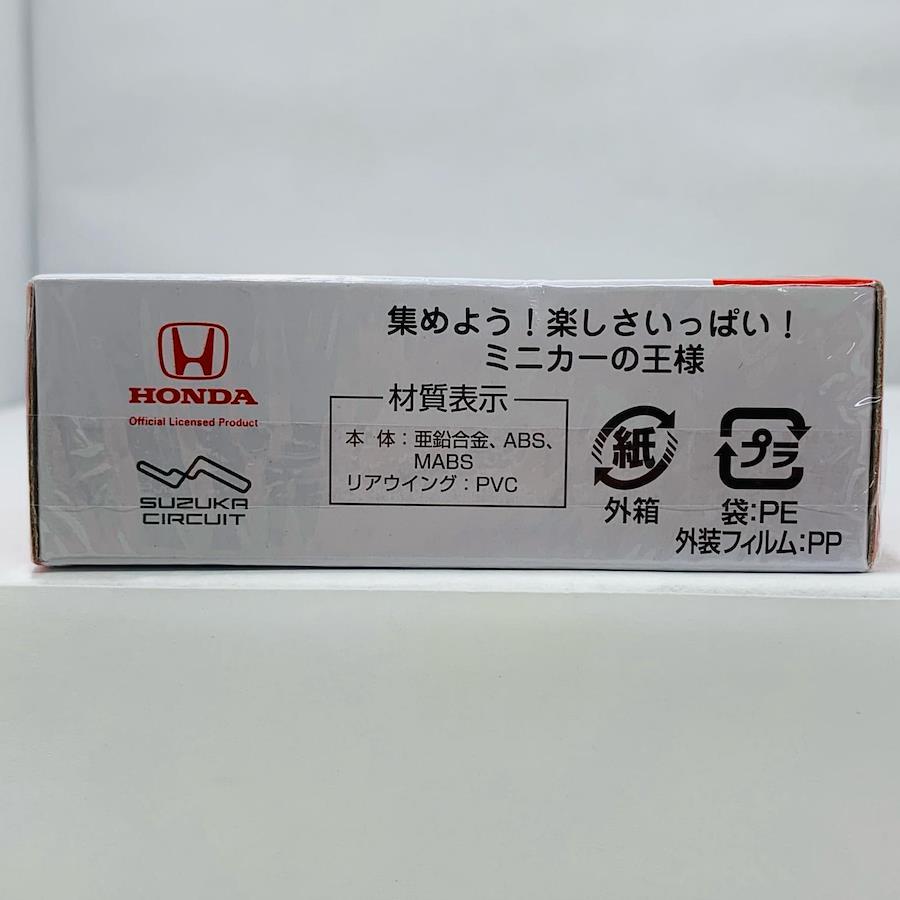 集めよう！楽しさいっぱい！
ミニカーの王様
HONDA
Official Licensed Product
SUZUKA
CIRCUIT
材質表示
本 体：亜鉛合金、ABS、
MABS
リアウイング：PVC
紙
外箱
プラ
袋:PE
外装フィルム:PP